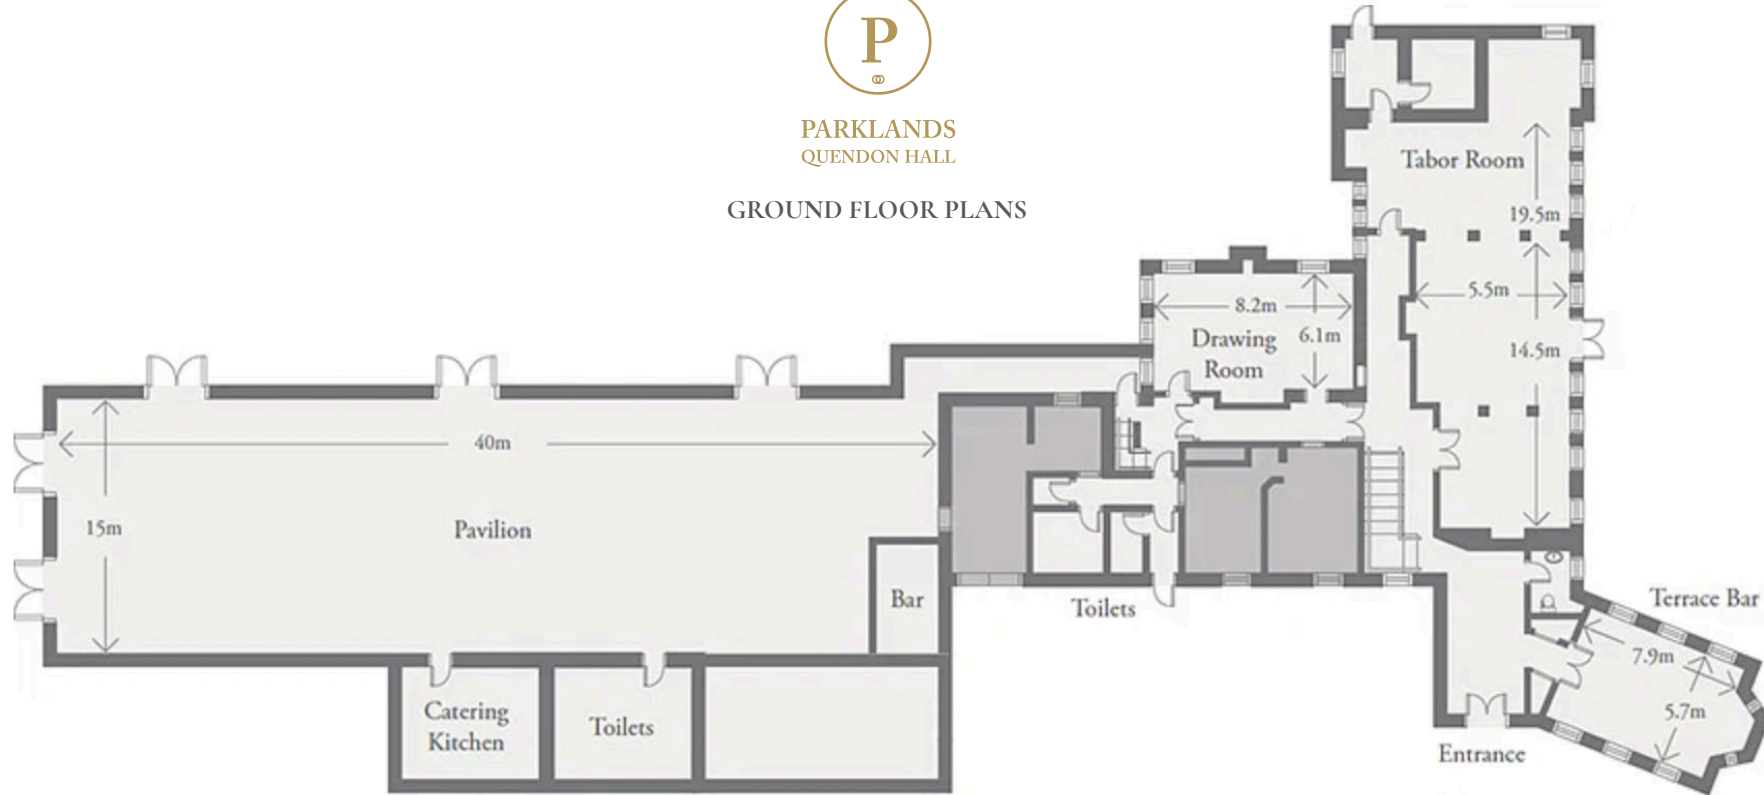 P
PARKLANDS
QUENDON HALL
GROUND FLOOR PLANS
Tabor Room
19.5m
5.5m
14.5m
8.2m
6.1m
Drawing
Room
40m
15m
Pavilion
Bar
Toilets
Terrace Bar
7.9m
5.7m
Catering
Kitchen
Toilets
Entrance